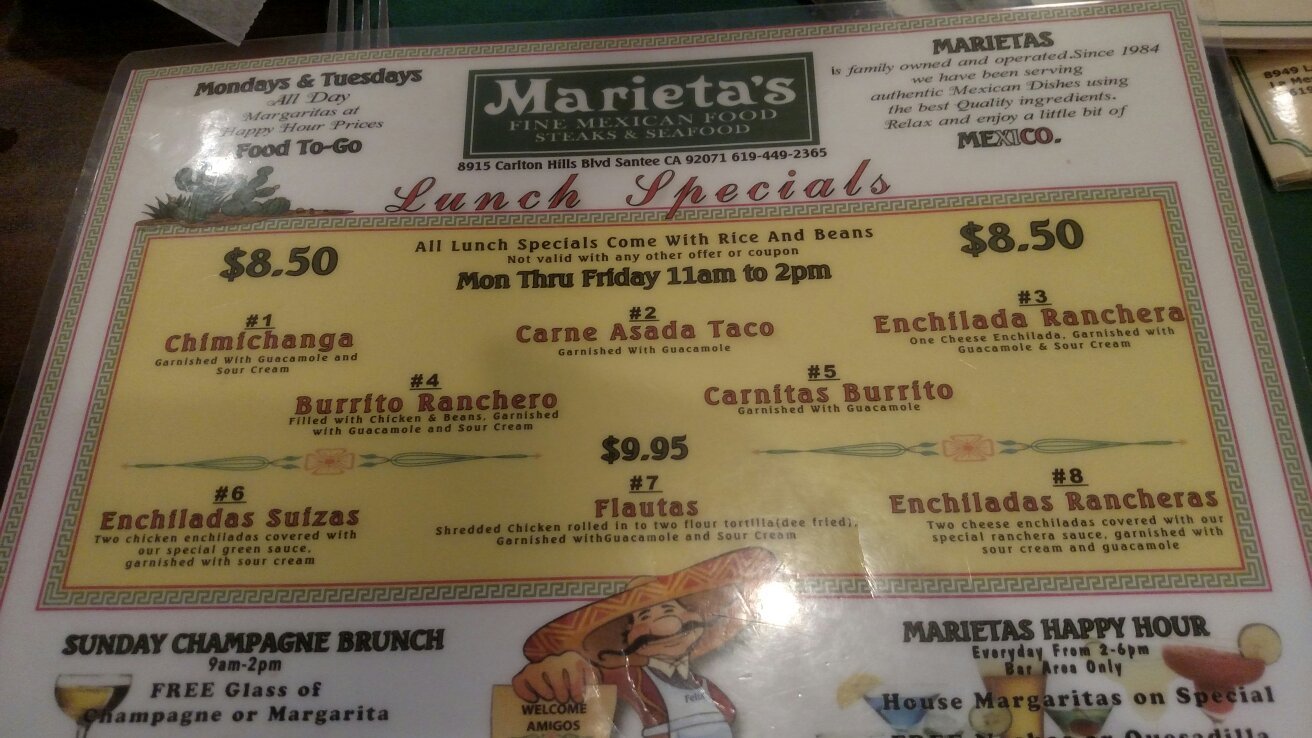 Mondays & Tuesdays
All Day
Margaritas at
Happy Hour Prices
Food To-Go
Marieta's
FINE MEXICAN FOOD
STEAKS & SEAFOOD
8915 Carlton Hills Blvd Santee CA 92071 619-449-2365
MARIETAS
is family owned and operated.Since 1984
we have been serving
authentic Mexican Dishes using
the best Quality ingredients.
Relax and enjoy a little bit of
MEXICO.
8949 L
La Me
619
Lunch Specials
$8.50
All Lunch Specials Come With Rice And Beans
Not valid with any other offer or coupon
Mon Thru Friday 11am to 2pm
$8.50
#1
Chimichanga
Garnished With Guacamole and
Sour Cream
#2
Carne Asada Taco
Garnished With Guacamole
#3
Enchilada Ranchera
One Cheese Enchilada, Garnished with
Guacamole & Sour Cream
#4
Burrito Ranchero
Filled with Chicken & Beans, Garnished
with Guacamole and Sour Cream
#5
Carnitas Burrito
Garnished With Guacamole
$9.95
#6
Enchiladas Suizas
Two chicken enchiladas covered with
our special green sauce,
garnished with sour cream
#7
Flautas
Shredded Chicken rolled in to two flour tortilla(dee fried),
Garnished withGuacamole and Sour Cream
#8
Enchiladas Rancheras
Two cheese enchiladas covered with our
special ranchera sauce, garnished with
sour cream and guacamole
SUNDAY CHAMPAGNE BRUNCH
9am-2pm
FREE Glass of
Champagne or Margarita
Felix
WELCOME
AMIGOS
MARIETAS HAPPY HOUR
Everyday From 2-6pm
Bar Area Only
House Margaritas on Special
FREE Nachos or Quesadilla